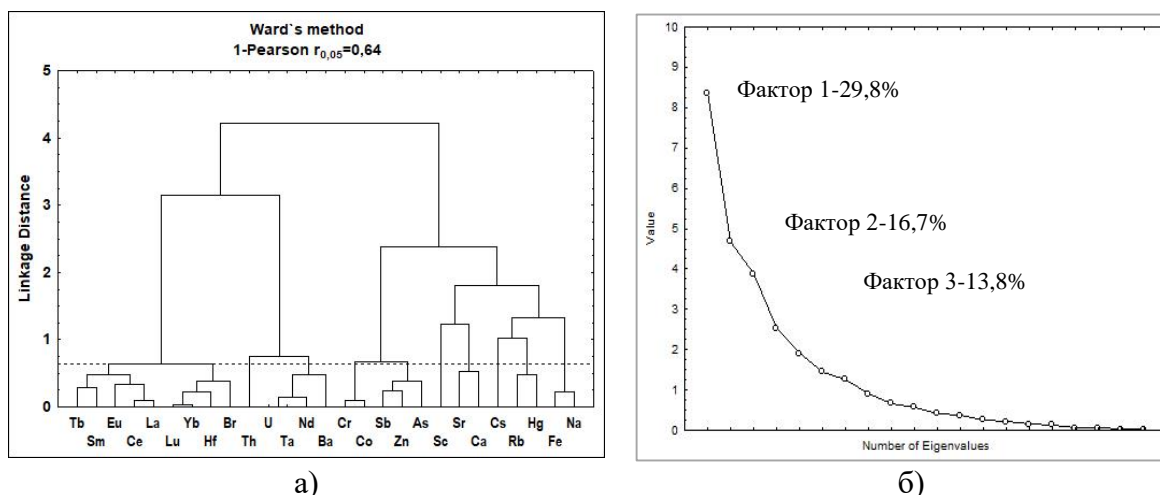 Ward`s method
1-Pearson r0,05=0,64
5
4
3
2
1
0
Linkage Distance
Tb Eu La Yb Br U Nd Cr Sb As Sr Cs Hg Na
Sm Ce Lu Hf Th Ta Ba Co Zn Sc Ca Rb Fe
а)
10
9
8
7
6
5
4
3
2
1
0
Value
Фактор 1-29,8%
Фактор 2-16,7%
Фактор 3-13,8%
Number of Eigenvalues
б)